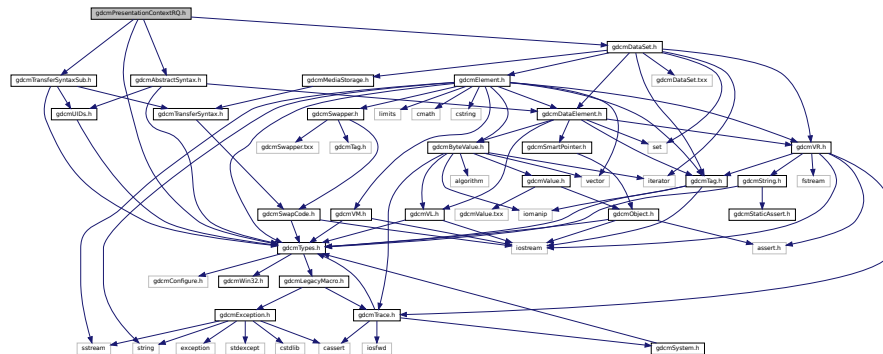 gdcmPresentationContextRQ.h
gdcmDataSet.h
gdcmTransferSyntaxSub.h
gdcmAbstractSyntax.h
gdcmMediaStorage.h
gdcmElement.h
gdcmDataSet.txx
gdcmUIDs.h
gdcmTransferSyntax.h
gdcmSwapper.h
limits
cmath
cstring
gdcmDataElement.h
gdcmSwapper.txx
gdcmTag.h
gdcmByteValue.h
gdcmSmartPointer.h
set
gdcmVR.h
algorithm
gdcmValue.h
vector
iterator
gdcmTag.h
gdcmString.h
fstream
gdcmSwapCode.h
gdcmVM.h
gdcmVL.h
gdcmValue.txx
iomanip
gdcmObject.h
gdcmStaticAssert.h
gdcmTypes.h
iostream
assert.h
gdcmConfigure.h
gdcmWin32.h
gdcmLegacyMacro.h
gdcmException.h
gdcmTrace.h
sstream
string
exception
stdexcept
cstdlib
cassert
iosfwd
gdcmSystem.h